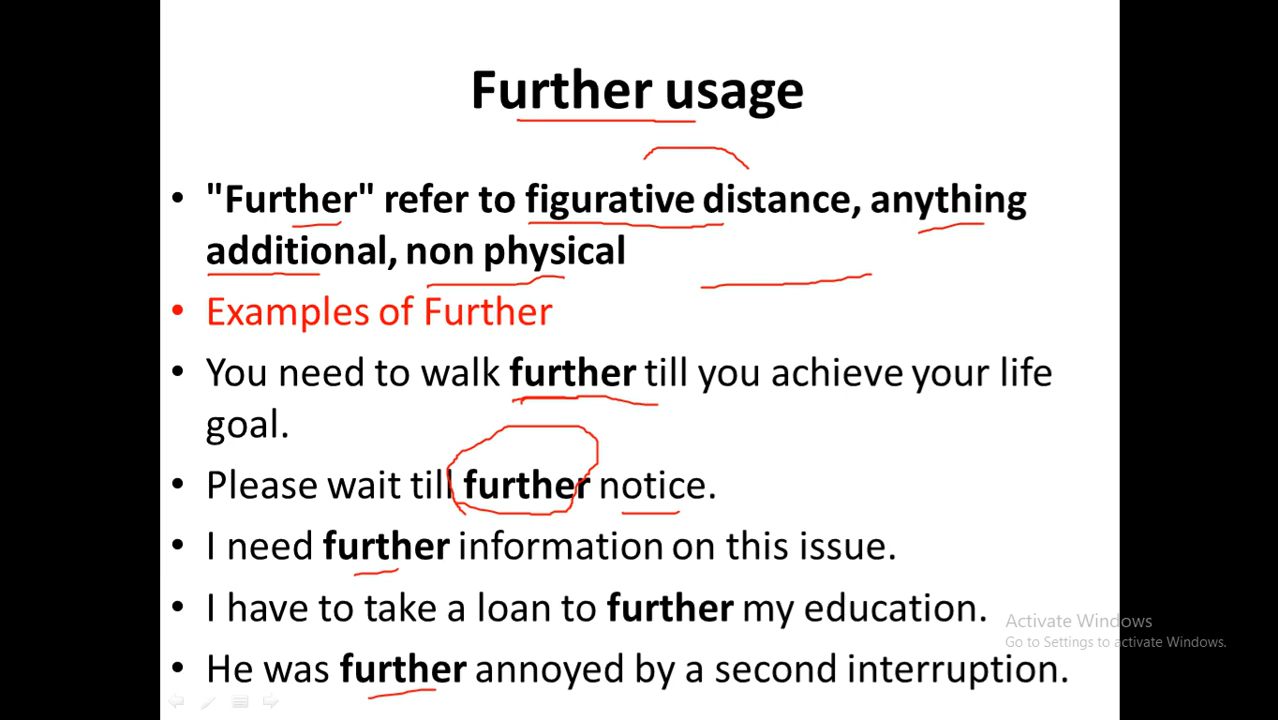 Further usage
• "Further" refer to figurative distance, anything
additional, non physical
• Examples of Further
• You need to walk further till you achieve your life
goal.
• Please wait till further notice.
• I need further information on this issue.
• I have to take a loan to further my education.
Activate Windows
Go to Settings to activate Windows.
• He was further annoyed by a second interruption.